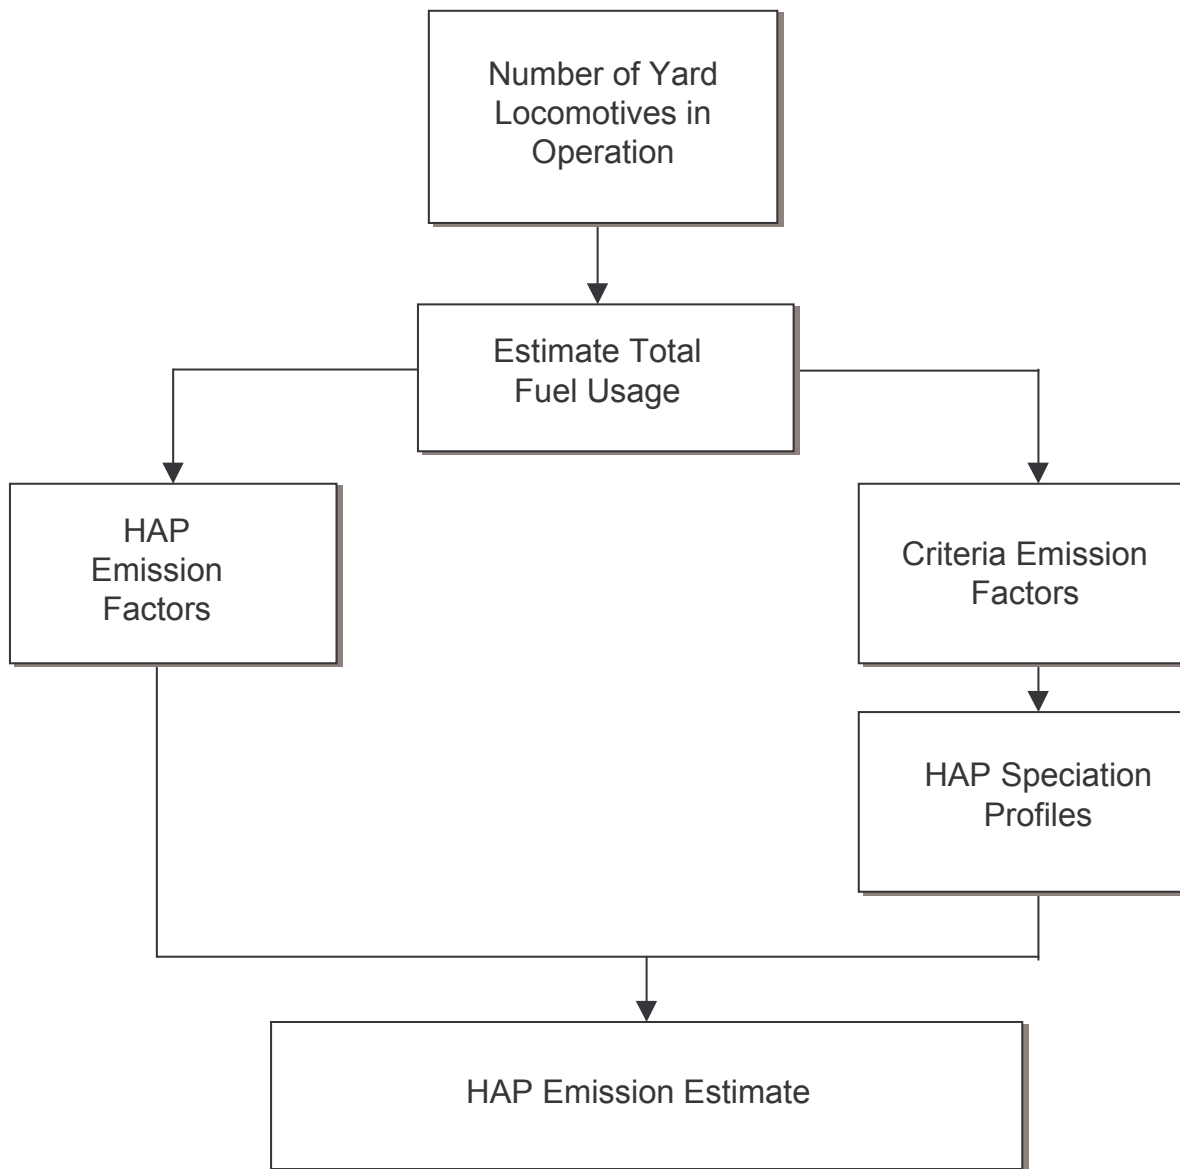 Number of Yard
Locomotives in
Operation
Estimate Total
Fuel Usage
HAP
Emission
Factors
Criteria Emission
Factors
HAP Speciation
Profiles
HAP Emission Estimate